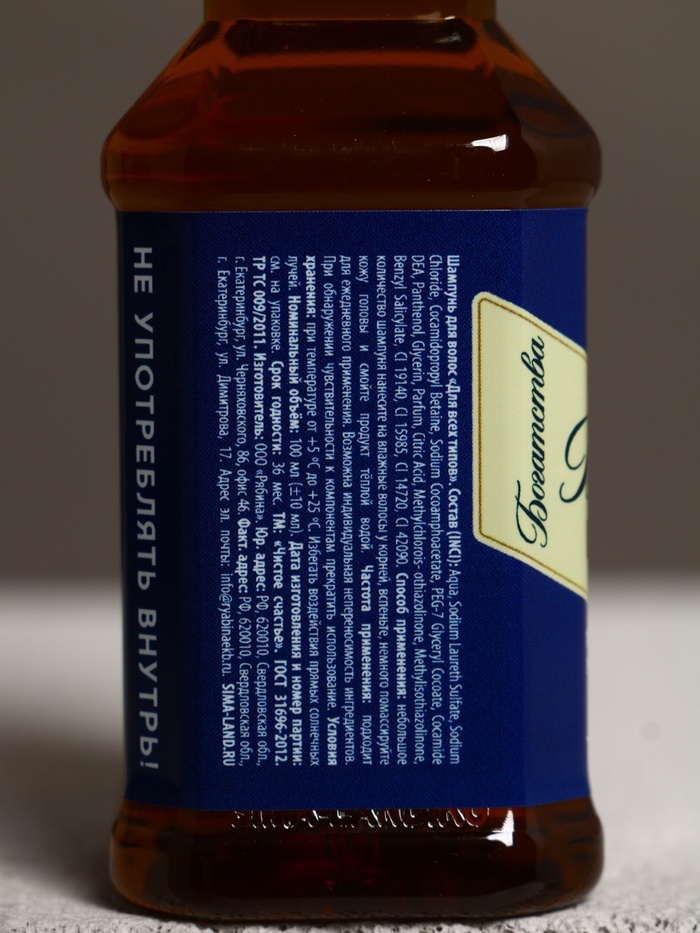 Богатства
Шампунь для волос «Для всех типов». Состав (INCI): Aqua, Sodium Laureth Sulfate, Sodium
Chloride, Cocamidopropyl Betaine, Sodium Cocoamphoacetate, PEG-7 Glyceryl Cocoate, Cocamide
DEA, Panthenol, Glycerin, Parfum, Citric Acid, Methylchlorois- othiazolinone, Methylisothiazolinone,
Benzyl Salicylate, CI 19140, CI 15985, CI 14720, CI 42090. Способ применения: небольшое
количество шампуня нанесите на влажные волосы у корней, вспеньте, немного помассируйте
кожу головы и смойте продукт тёплой водой. Частота применения: подходит
для ежедневного применения. Возможна индивидуальная непереносимость ингредиентов.
При обнаружении чувствительности к компонентам прекратить использование. Условия
хранения: при температуре от +5 °С до +25 °С. Избегать воздействия прямых солнечных
лучей. Номинальный объём: 100 мл (±10 мл). Дата изготовления и номер партии:
см. на упаковке. Срок годности: 36 мес. ТМ: «Чистое счастье». ГОСТ 31696-2012.
ТР ТС 009/2011. Изготовитель: ООО «Рябина». Юр. адрес: РФ, 620010, Свердловская обл.,
г. Екатеринбург, ул. Черняховского, 86, офис 46. Факт. адрес: РФ, 620010, Свердловская обл.,
г. Екатеринбург, ул. Димитрова, 17. Адрес эл. почты: info@ryabinaekb.ru. SIMA-LAND.RU
НЕ УПОТРЕБЛЯТЬ ВНУТРЬ!